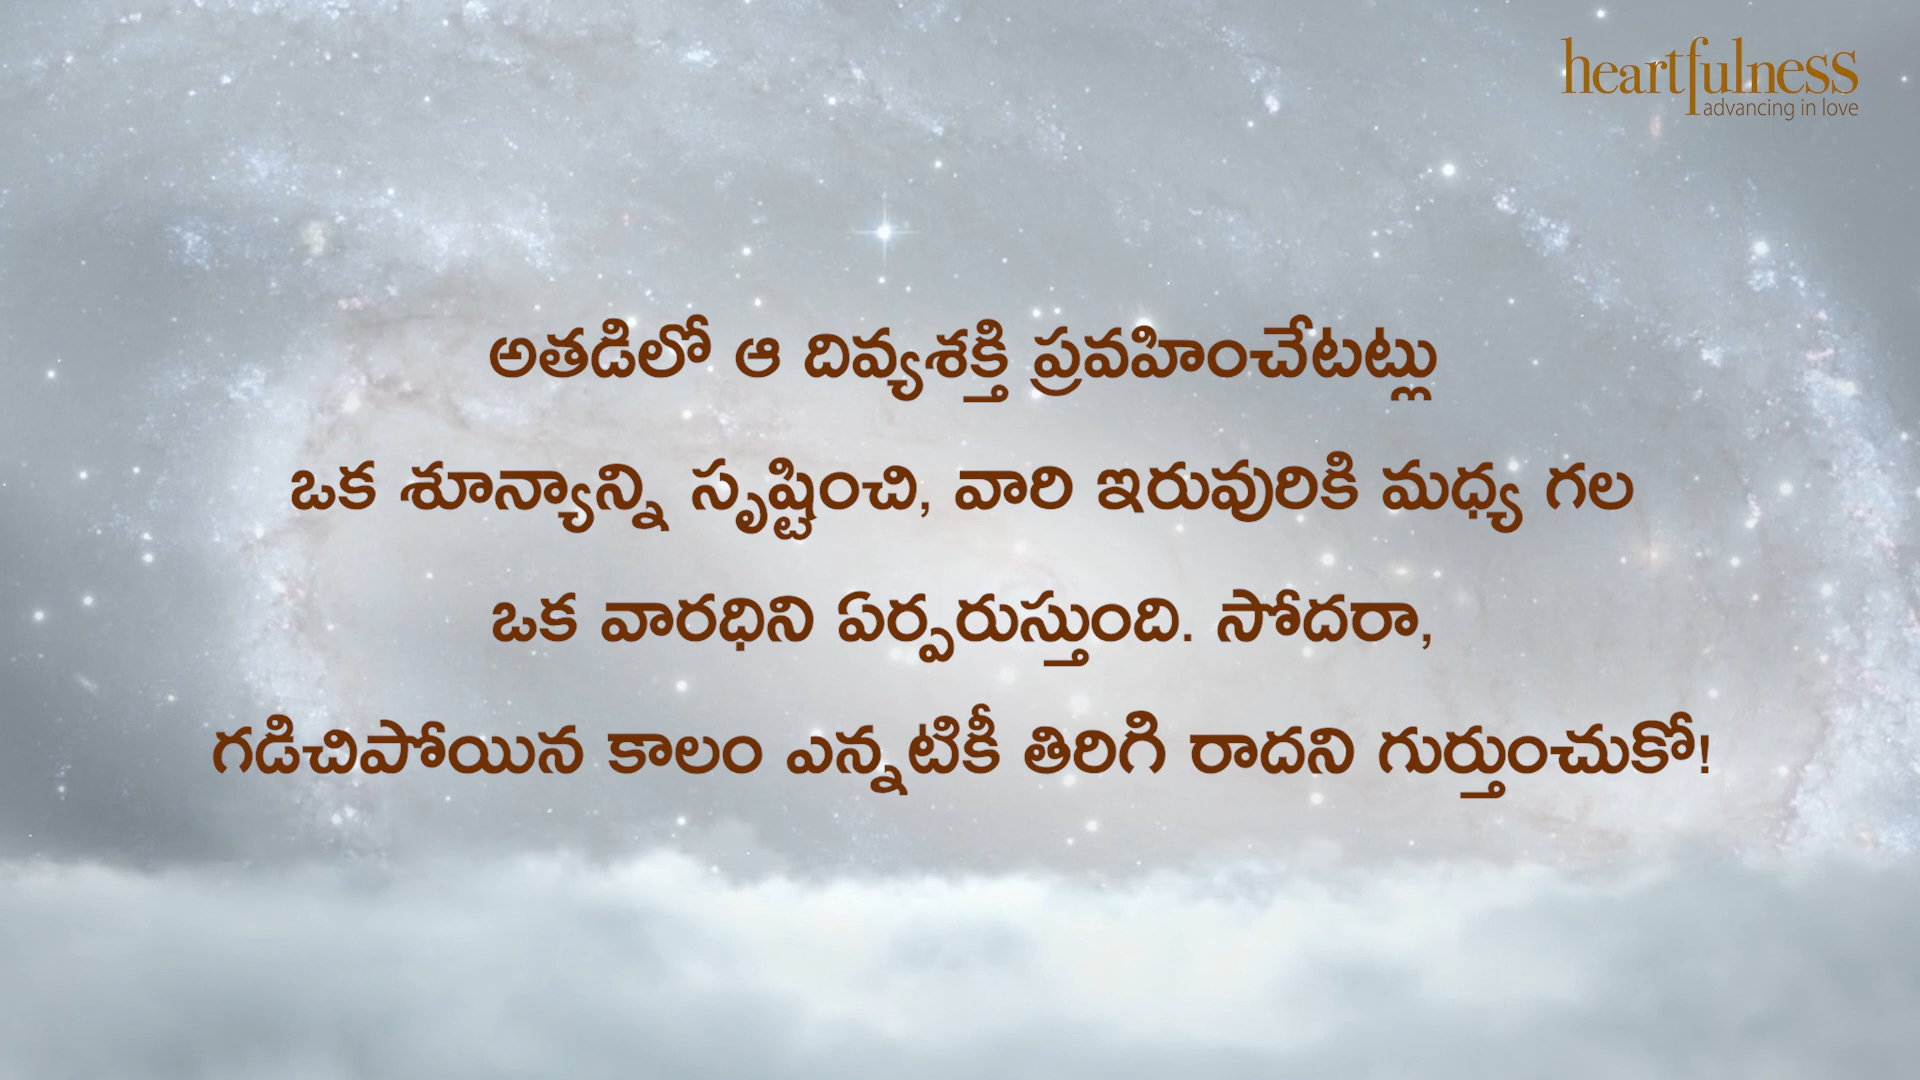 heartfulness
advancing in love
అతడిలో ఆ దివ్యశక్తి ప్రవహించేటట్లు
ఒక శూన్యాన్ని సృష్టించి, వారి ఇరువురికి మధ్య గల
ఒక వారధిని ఏర్పరుస్తుంది. సోదరా,
గడిచిపోయిన కాలం ఎన్నటికీ తిరిగి రాదని గుర్తుంచుకో!